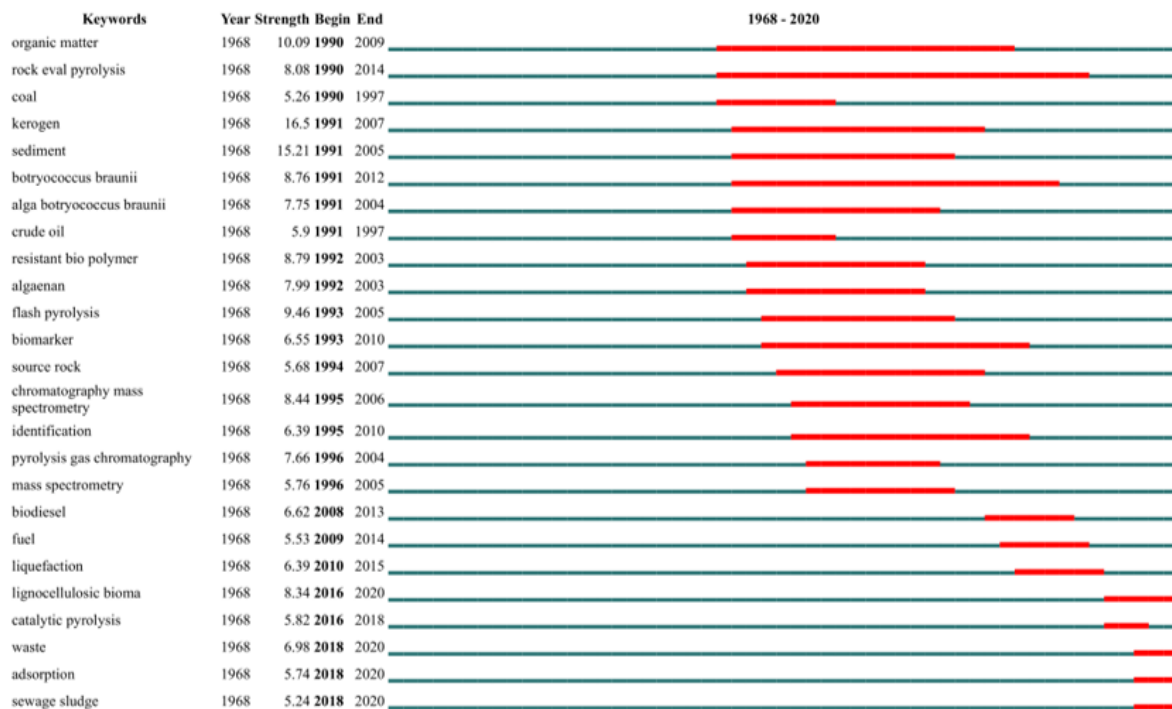 Keywords Year Strength Begin End 1968 - 2020
organic matter 1968 10.09 1990 2009
rock eval pyrolysis 1968 8.08 1990 2014
coal 1968 5.26 1990 1997
kerogen 1968 16.5 1991 2007
sediment 1968 15.21 1991 2005
botryococcus braunii 1968 8.76 1991 2012
alga botryococcus braunii 1968 7.75 1991 2004
crude oil 1968 5.9 1991 1997
resistant bio polymer 1968 8.79 1992 2003
algaenan 1968 7.99 1992 2003
flash pyrolysis 1968 9.46 1993 2005
biomarker 1968 6.55 1993 2010
source rock 1968 5.68 1994 2007
chromatography mass
spectrometry 1968 8.44 1995 2006
identification 1968 6.39 1995 2010
pyrolysis gas chromatography 1968 7.66 1996 2004
mass spectrometry 1968 5.76 1996 2005
biodiesel 1968 6.62 2008 2013
fuel 1968 5.53 2009 2014
liquefaction 1968 6.39 2010 2015
lignocellulosic bioma 1968 8.34 2016 2020
catalytic pyrolysis 1968 5.82 2016 2018
waste 1968 6.98 2018 2020
adsorption 1968 5.74 2018 2020
sewage sludge 1968 5.24 2018 2020